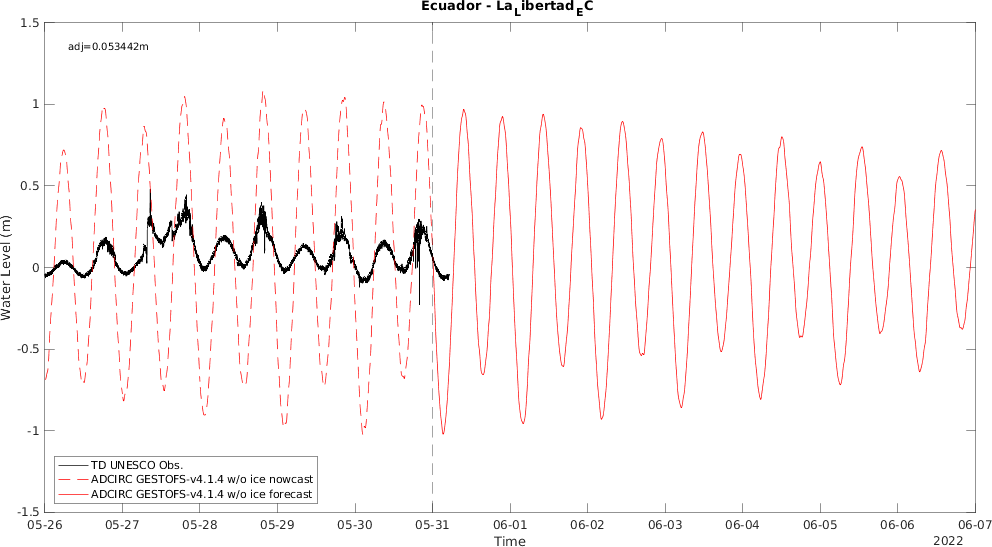 Ecuador - LaLibertadEC
adj=0.053442m
1.5
1
0.5
0
-0.5
-1
-1.5
Water Level (m)
TD UNESCO Obs.
ADCIRC GESTOFS-v4.1.4 w/o ice nowcast
ADCIRC GESTOFS-v4.1.4 w/o ice forecast
05-26 05-27 05-28 05-29 05-30 05-31 06-01 06-02 06-03 06-04 06-05 06-06 06-07
Time
2022